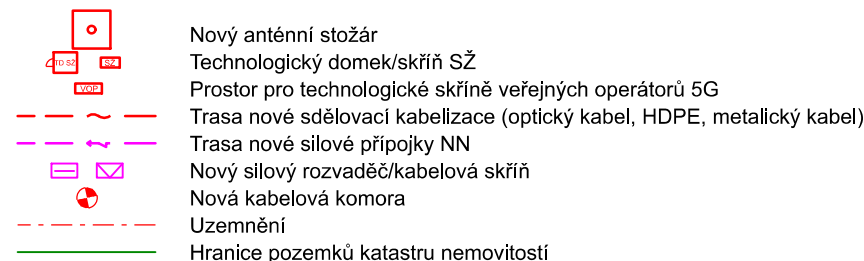 Nový anténní stožár
TD SŽ SŽ Technologický domek/skříň SŽ
VOP Prostor pro technologické skříně veřejných operátorů 5G
Trasa nové sdělovací kabelizace (optický kabel, HDPE, metalický kabel)
Trasa nové silové přípojky NN
Nový silový rozvaděč/kabelová skříň
Nová kabelová komora
Uzemnění
Hranice pozemků katastru nemovitostí